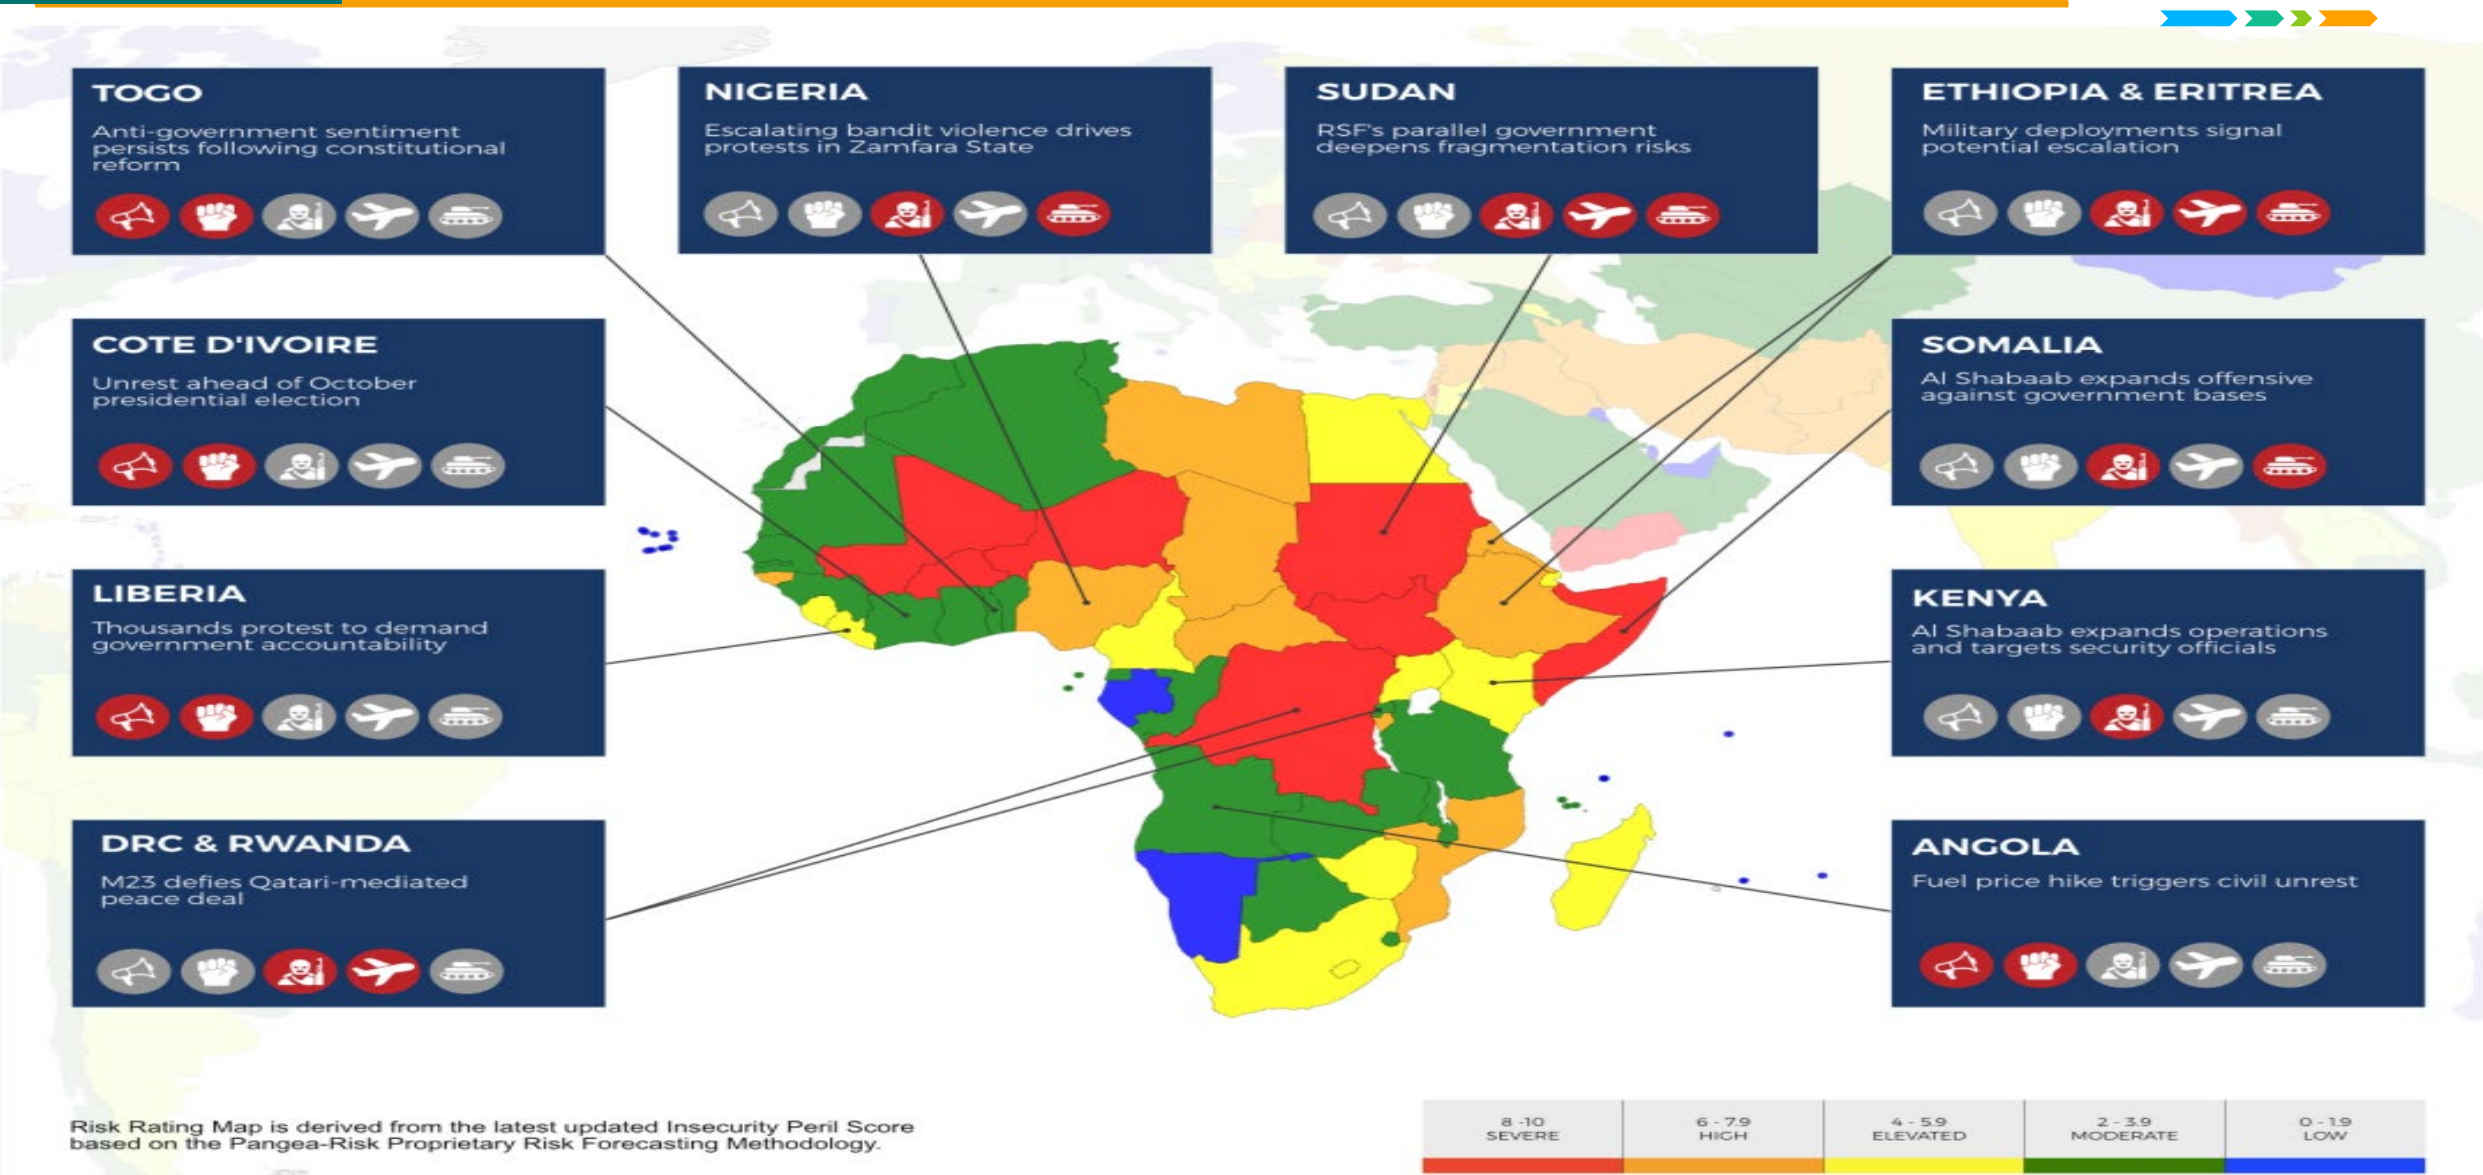 TOGO
Anti-government sentiment
persists following constitutional
reform
NIGERIA
Escalating bandit violence drives
protests in Zamfara State
SUDAN
RSF's parallel government
deepens fragmentation risks
ETHIOPIA & ERITREA
Military deployments signal
potential escalation
COTE D'IVOIRE
Unrest ahead of October
presidential election
SOMALIA
Al Shabaab expands offensive
against government bases
LIBERIA
Thousands protest to demand
government accountability
KENYA
Al Shabaab expands operations
and targets security officials
DRC & RWANDA
M23 defies Qatari-mediated
peace deal
ANGOLA
Fuel price hike triggers civil unrest
Risk Rating Map is derived from the latest updated Insecurity Peril Score
based on the Pangea-Risk Proprietary Risk Forecasting Methodology.
8 -10
SEVERE
6 - 7.9
HIGH
4 - 5.9
ELEVATED
2 - 3.9
MODERATE
0 - 1.9
LOW